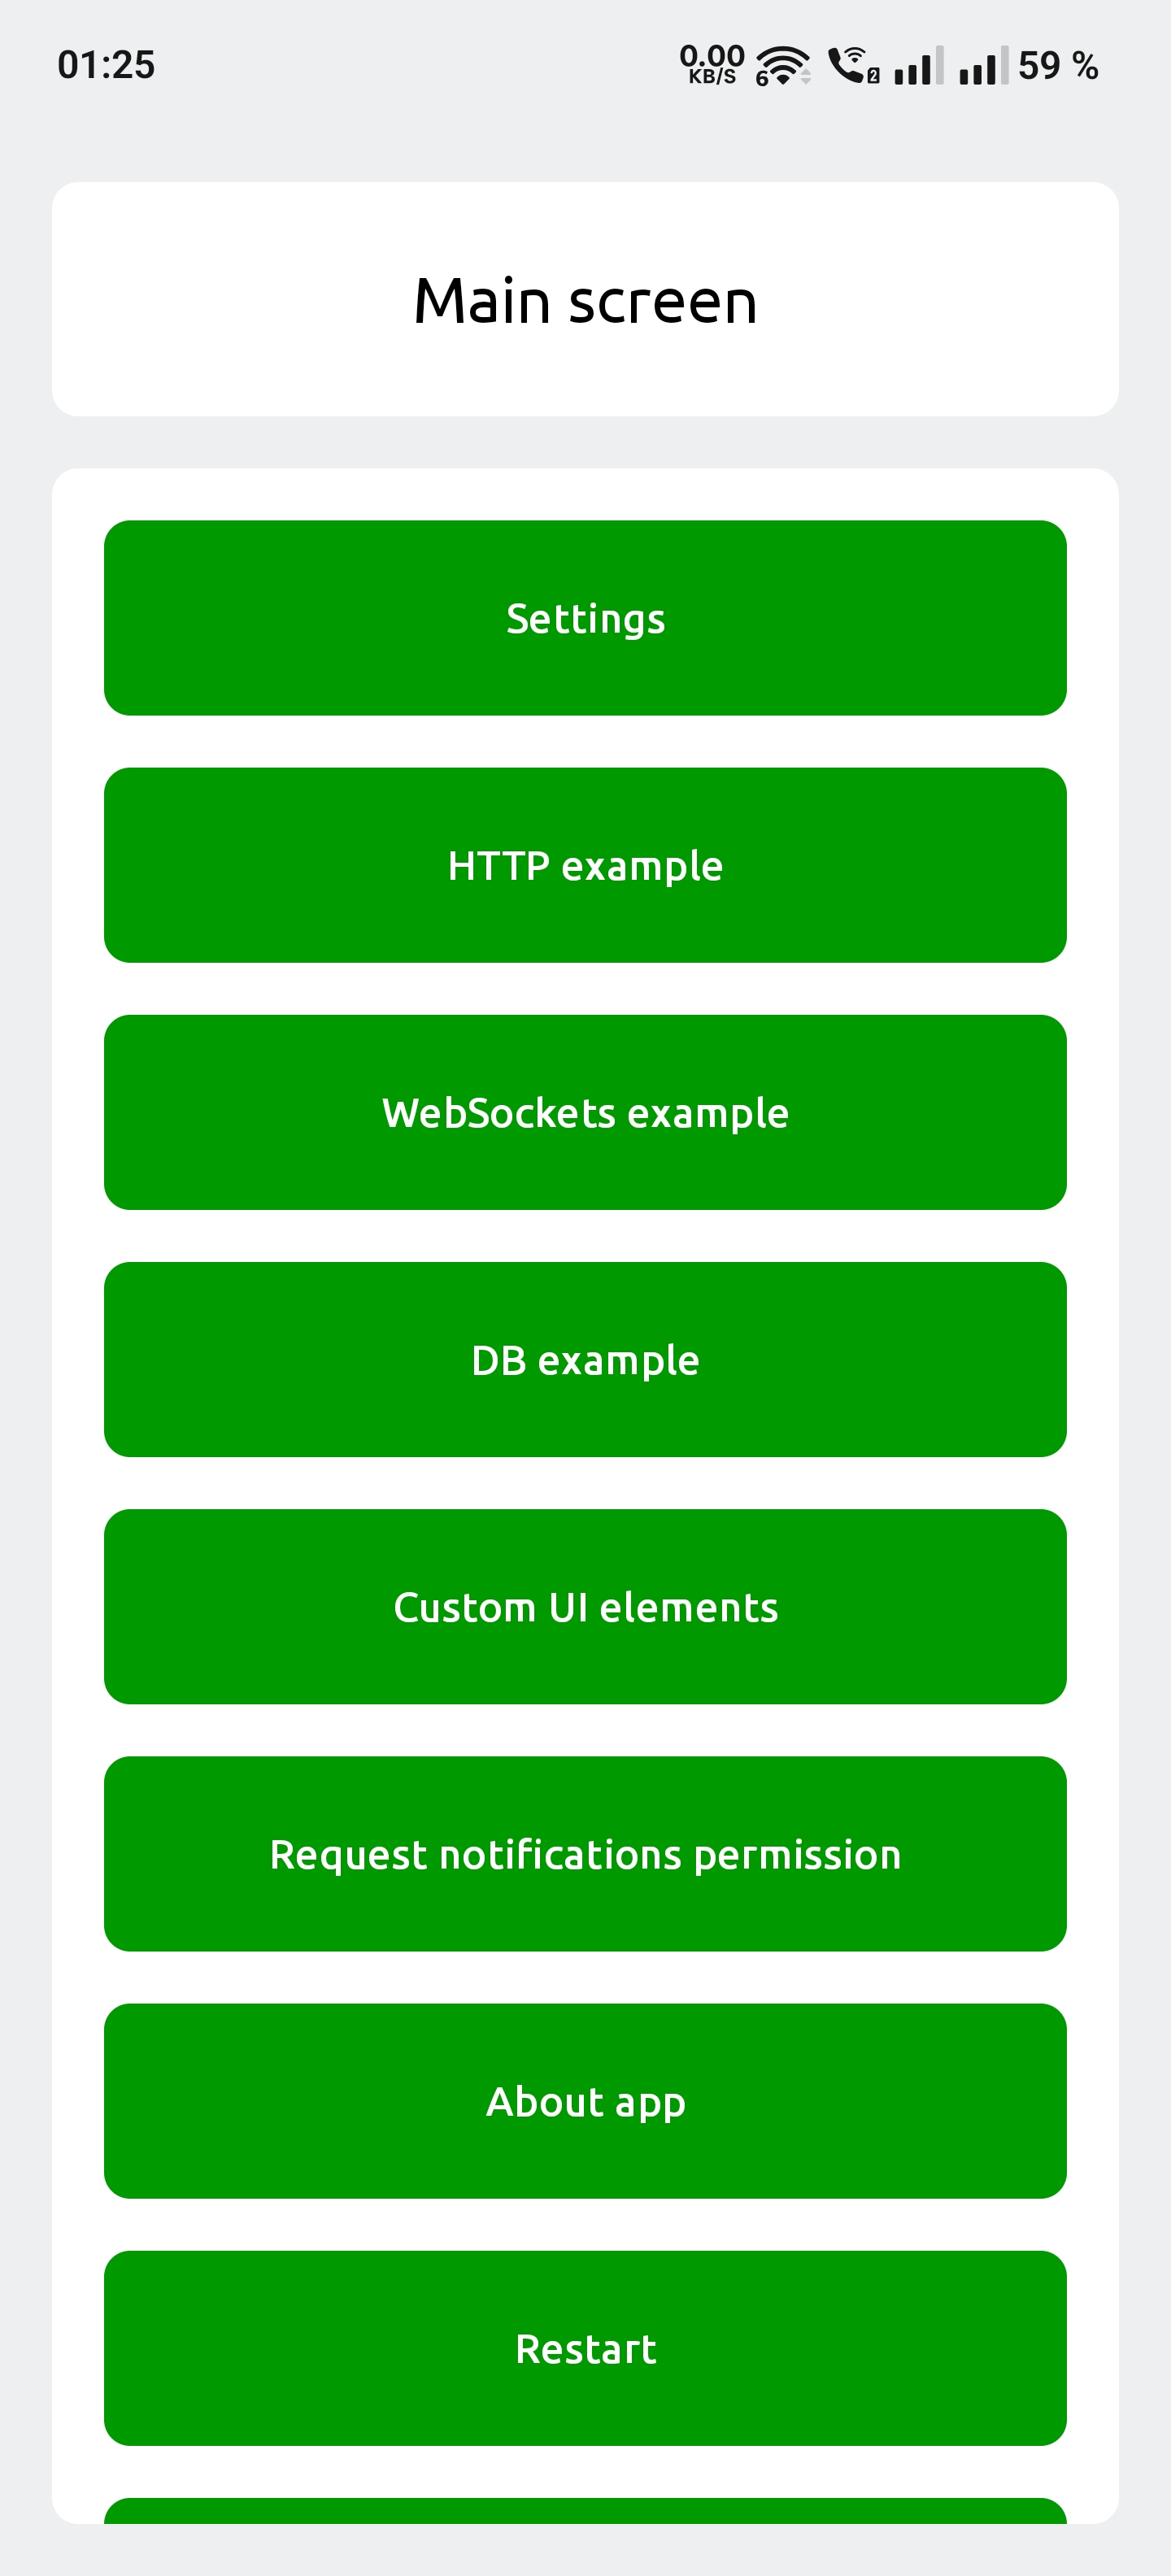 01:25
0.00
KB/S
6
2
59 %
Main screen
Settings
HTTP example
WebSockets example
DB example
Custom UI elements
Request notifications permission
About app
Restart